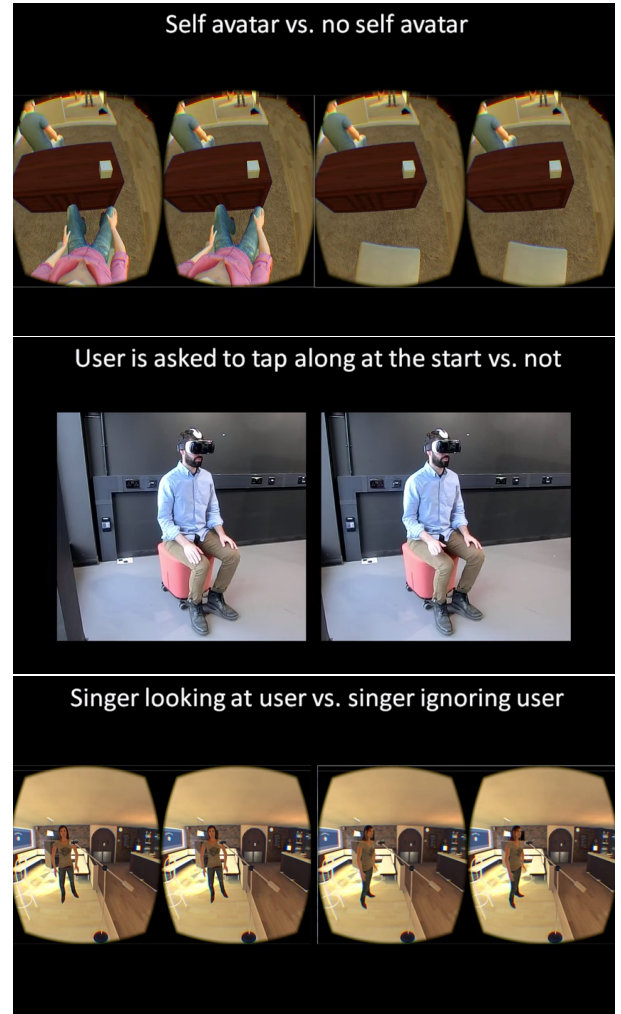 Self avatar vs. no self avatar
User is asked to tap along at the start vs. not
Singer looking at user vs. singer ignoring user